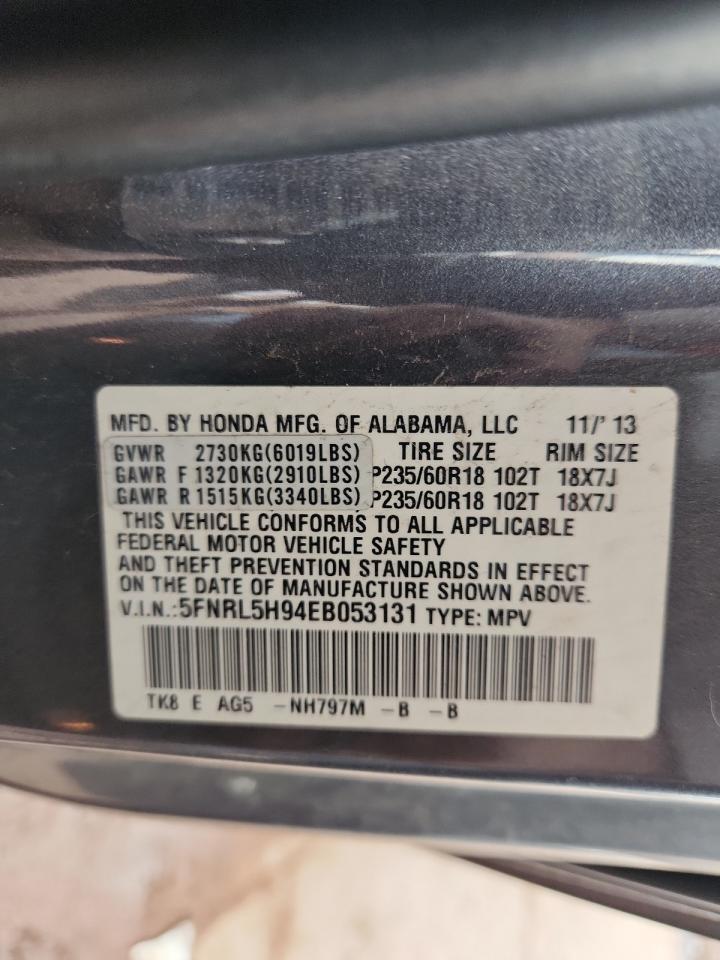 MFD. BY HONDA MFG. OF ALABAMA, LLC 11/'13
GVWR 2730KG(6019LBS) TIRE SIZE RIM SIZE
GAWR F 1320KG(2910LBS) P235/60R18 102T 18X7J
GAWR R 1515KG(3340LBS) P235/60R18 102T 18X7J
THIS VEHICLE CONFORMS TO ALL APPLICABLE
FEDERAL MOTOR VEHICLE SAFETY
AND THEFT PREVENTION STANDARDS IN EFFECT
ON THE DATE OF MANUFACTURE SHOWN ABOVE.
V.I.N.:5FNRL5H94EB053131 TYPE: MPV
TK8 E AG5 -NH797M -B -B